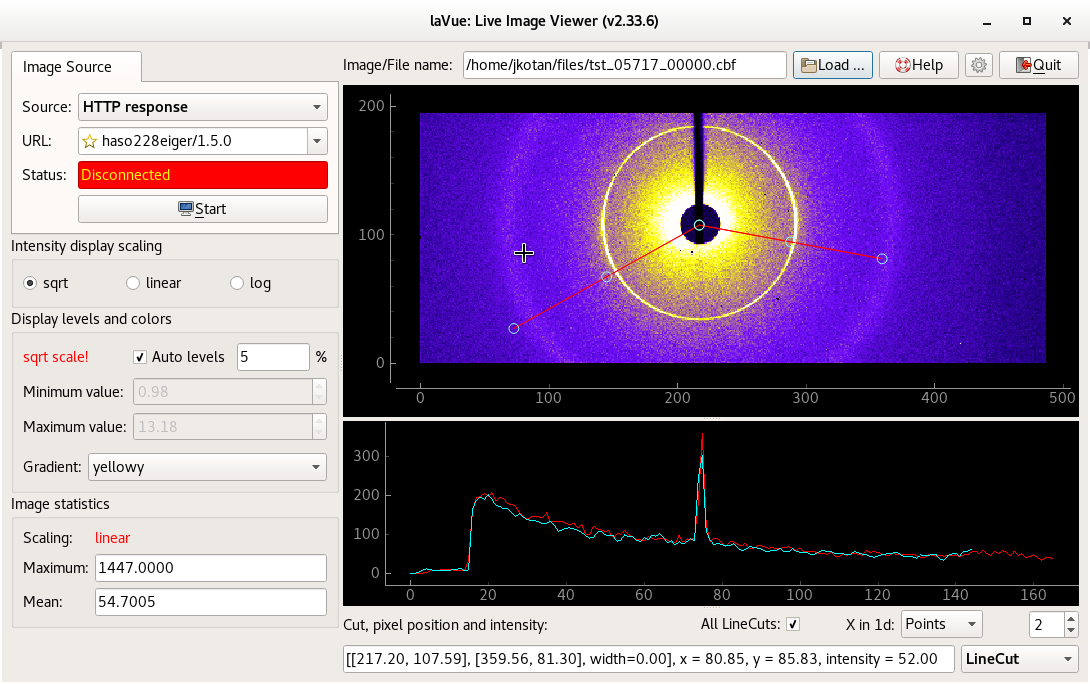 laVue: Live Image Viewer (v2.33.6)
Image Source
Image/File name: /home/jkotan/files/tst_05717_00000.cbf Load ... Help Quit
Source: HTTP response
URL: haso228eiger/1.5.0
Status: Disconnected
Start
Intensity display scaling
sqrt linear log
Display levels and colors
sqrt scale! Auto levels 5 %
Minimum value: 0.98
Maximum value: 13.18
Gradient: yellowy
Image statistics
Scaling: linear
Maximum: 1447.0000
Mean: 54.7005
200
100
0
0 100 200 300 400 500
300
200
100
0
0 20 40 60 80 100 120 140 160
Cut, pixel position and intensity: All LineCuts: X in 1d: Points 2
[[217.20, 107.59], [359.56, 81.30], width=0.00], x = 80.85, y = 85.83, intensity = 52.00 LineCut